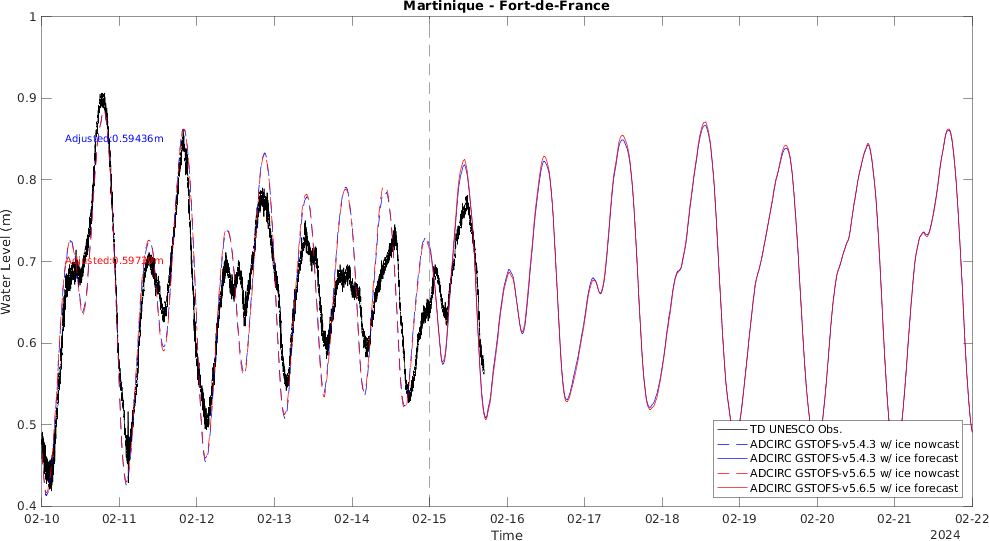 Martinique - Fort-de-France
Water Level (m)
1
0.9
0.8
0.7
0.6
0.5
0.4
Adjusted:0.59436m
TD UNESCO Obs.
ADCIRC GSTOFS-v5.4.3 w/ ice nowcast
ADCIRC GSTOFS-v5.4.3 w/ ice forecast
ADCIRC GSTOFS-v5.6.5 w/ ice nowcast
ADCIRC GSTOFS-v5.6.5 w/ ice forecast
02-10 02-11 02-12 02-13 02-14 02-15 02-16 02-17 02-18 02-19 02-20 02-21 02-22
Time
2024